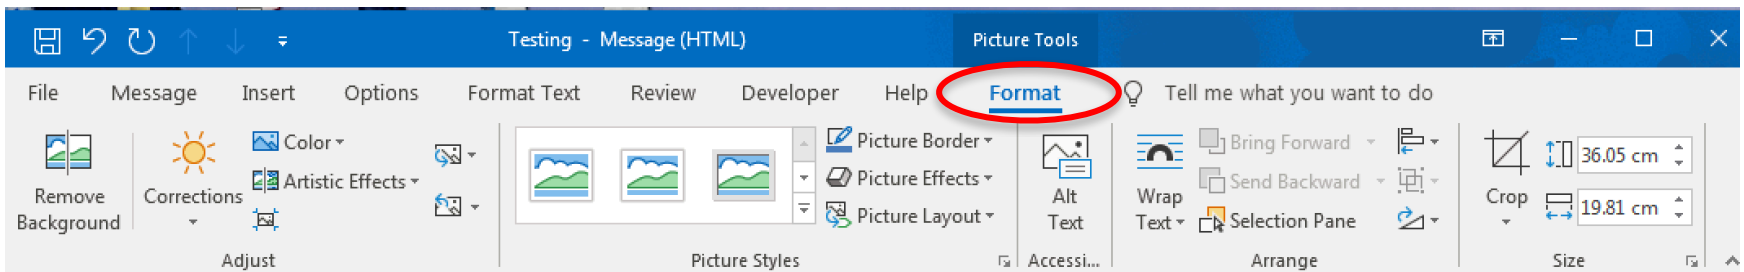 Testing - Message (HTML)
Picture Tools
File Message Insert Options Format Text Review Developer Help Format Tell me what you want to do
Remove
Background
Corrections
Color
Artistic Effects
Adjust
Picture Border
Picture Effects
Picture Layout
Picture Styles
Alt
Text
Accessi...
Wrap
Text
Bring Forward
Send Backward
Selection Pane
Arrange
Crop
36.05 cm
19.81 cm
Size